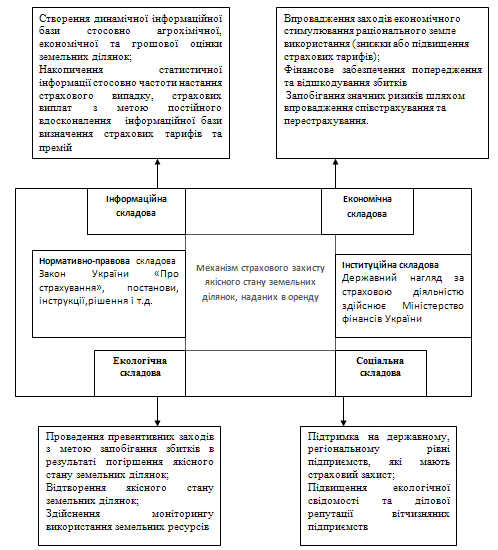 Створення динамічної інформаційної
бази стосовно агрохімічної,
економічної та грошової оцінки
земельних ділянок;
Накопичення статистичної
інформації стосовно частоти настання
страхового випадку, страхових
виплат з метою постійного
вдосконалення інформаційної бази
визначення страхових тарифів та
премій
Впровадження заходів економічного
стимулювання раціонального земле
використання (знижки або підвищення
страхових тарифів);
Фінансове забезпечення попередження
та відшкодування збитків
Запобігання значних ризиків шляхом
впровадження співстрахування та
перестрахування.
Інформаційна
складова
Економічна
складова
Нормативно-правова складова
Закон України «Про
страхування», постанови,
інструкції,рішення і т.д.
Механізм страхового захисту
якісного стану земельних
ділянок, наданих в оренду
Інституційна складова
Державний нагляд за
страховою діяльністю
здійснює Міністерство
фінансів України
Екологічна
складова
Соціальна
складова
Проведення превентивних заходів
з метою запобігання збитків в
результаті погіршення якісного
стану земельних ділянок;
Відтворення якісного стану
земельних ділянок;
Здійснення моніторингу
використання земельних ресурсів
Підтримка на державному,
регіональному рівні
підприємств, які мають
страховий захист;
Підвищення екологічної
свідомості та ділової
репутації вітчизняних
підприємств